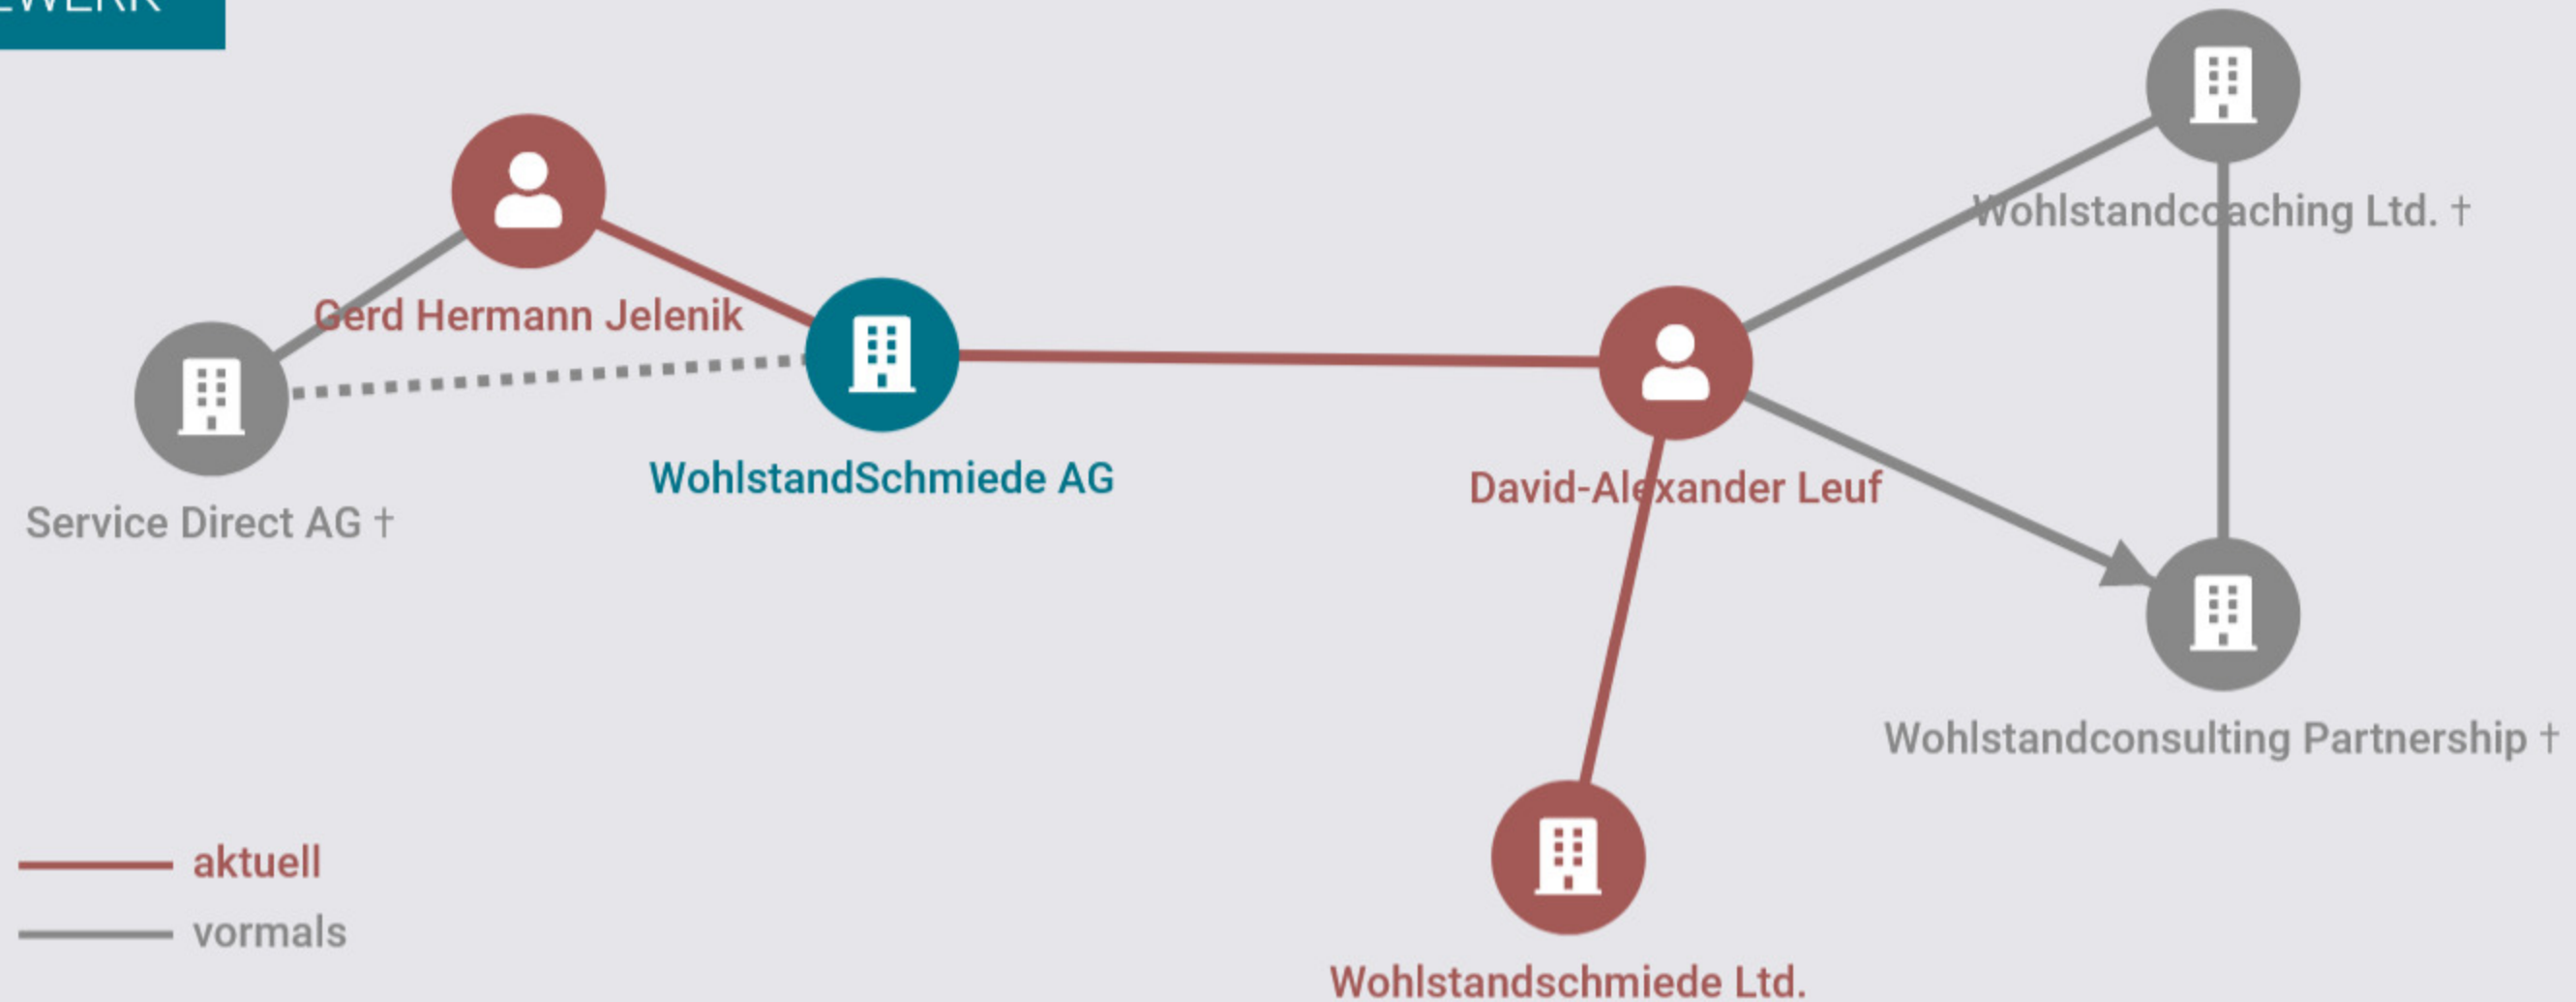 Wohlstandcoaching Ltd. †
Gerd Hermann Jelenik
WohlstandSchmiede AG
David-Alexander Leuf
Service Direct AG †
Wohlstandconsulting Partnership †
aktuell
vormals
Wohlstandschmiede Ltd.